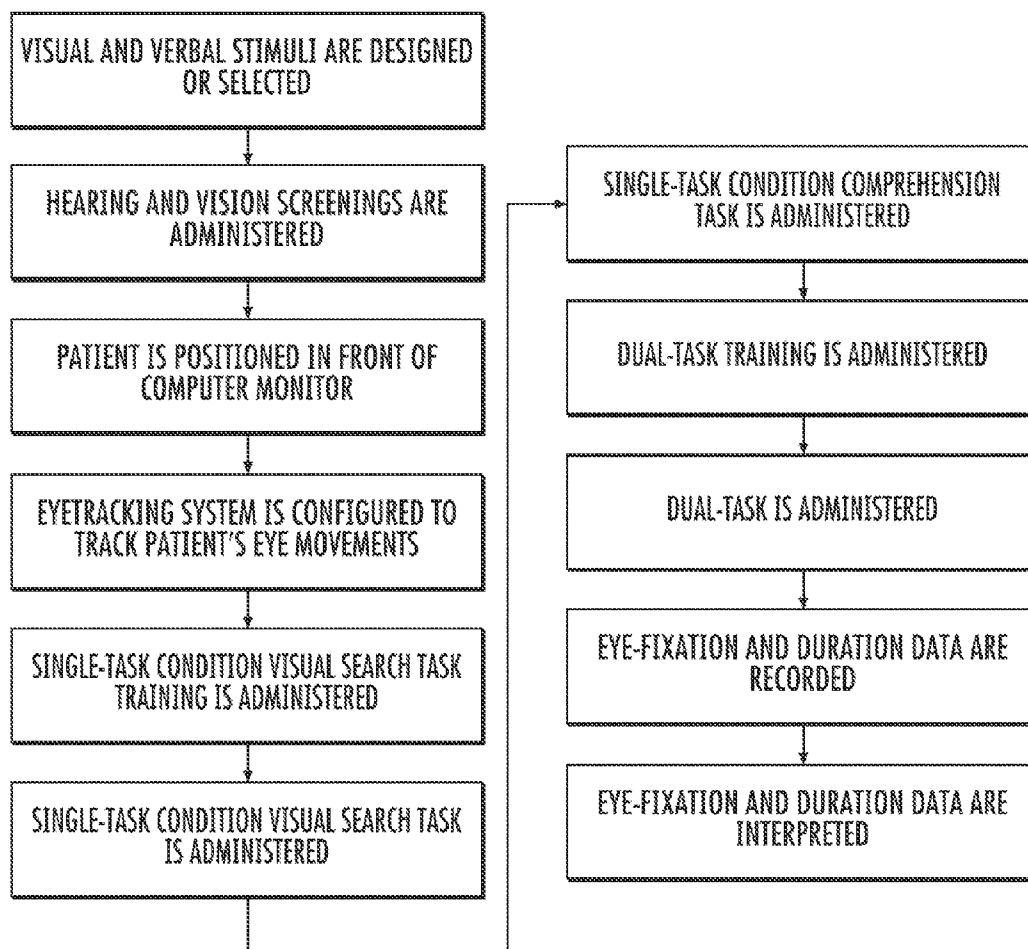 VISUAL AND VERBAL STIMULI ARE DESIGNED
OR SELECTED
HEARING AND VISION SCREENINGS ARE
ADMINISTERED
PATIENT IS POSITIONED IN FRONT OF
COMPUTER MONITOR
EYETRACKING SYSTEM IS CONFIGURED TO
TRACK PATIENT'S EYE MOVEMENTS
SINGLE-TASK CONDITION VISUAL SEARCH TASK
TRAINING IS ADMINISTERED
SINGLE-TASK CONDITION VISUAL SEARCH TASK
IS ADMINISTERED
SINGLE-TASK CONDITION COMPREHENSION
TASK IS ADMINISTERED
DUAL-TASK TRAINING IS ADMINISTERED
DUAL-TASK IS ADMINISTERED
EYE-FIXATION AND DURATION DATA ARE
RECORDED
EYE-FIXATION AND DURATION DATA ARE
INTERPRETED